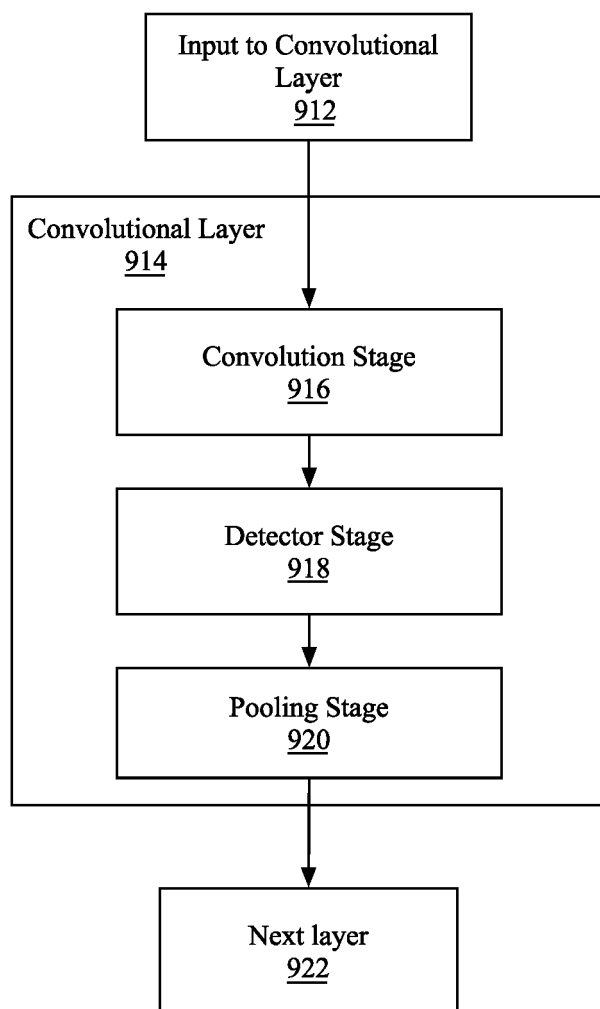 Input to Convolutional
Layer
912
Convolutional Layer
914
Convolution Stage
916
Detector Stage
918
Pooling Stage
920
Next layer
922